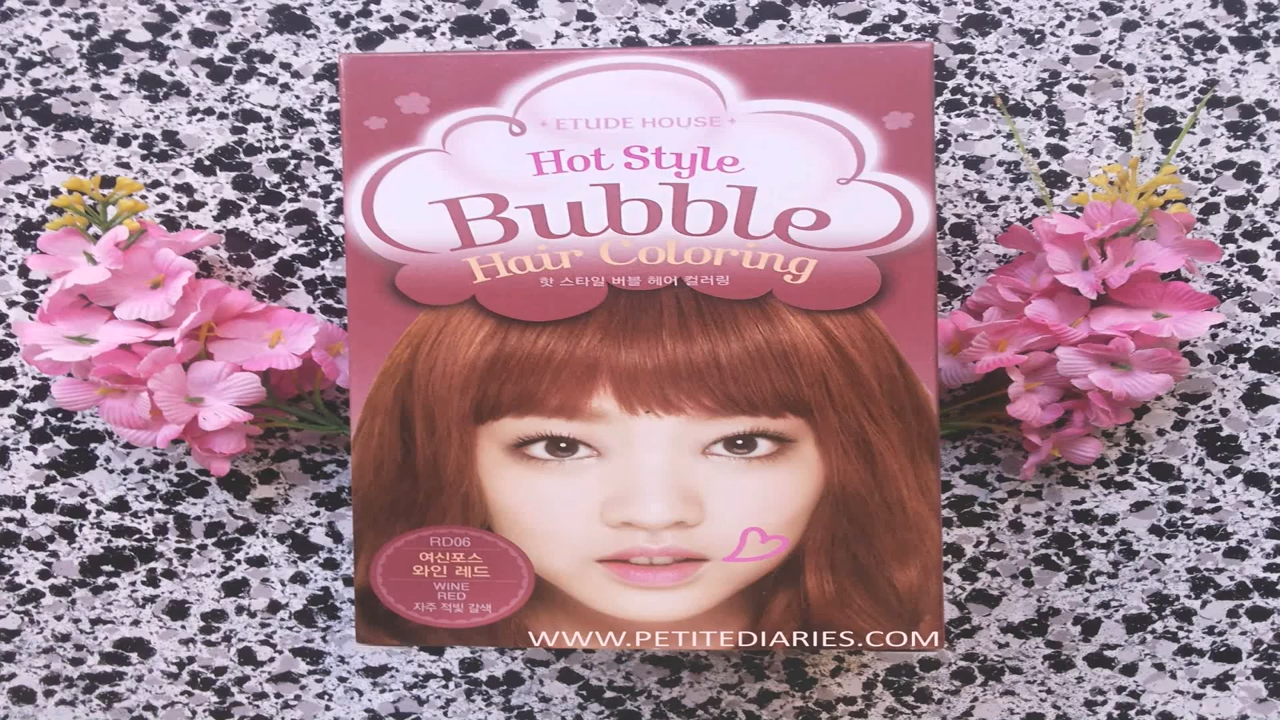 ETUDE HOUSE
Hot Style
Bubble
Hair Coloring
핫 스타일 버블 헤어 컬러링
RD06
여신포스
와인 레드
WINE
RED
자주 적빛 갈색
WWW.PETITEDIARIES.COM